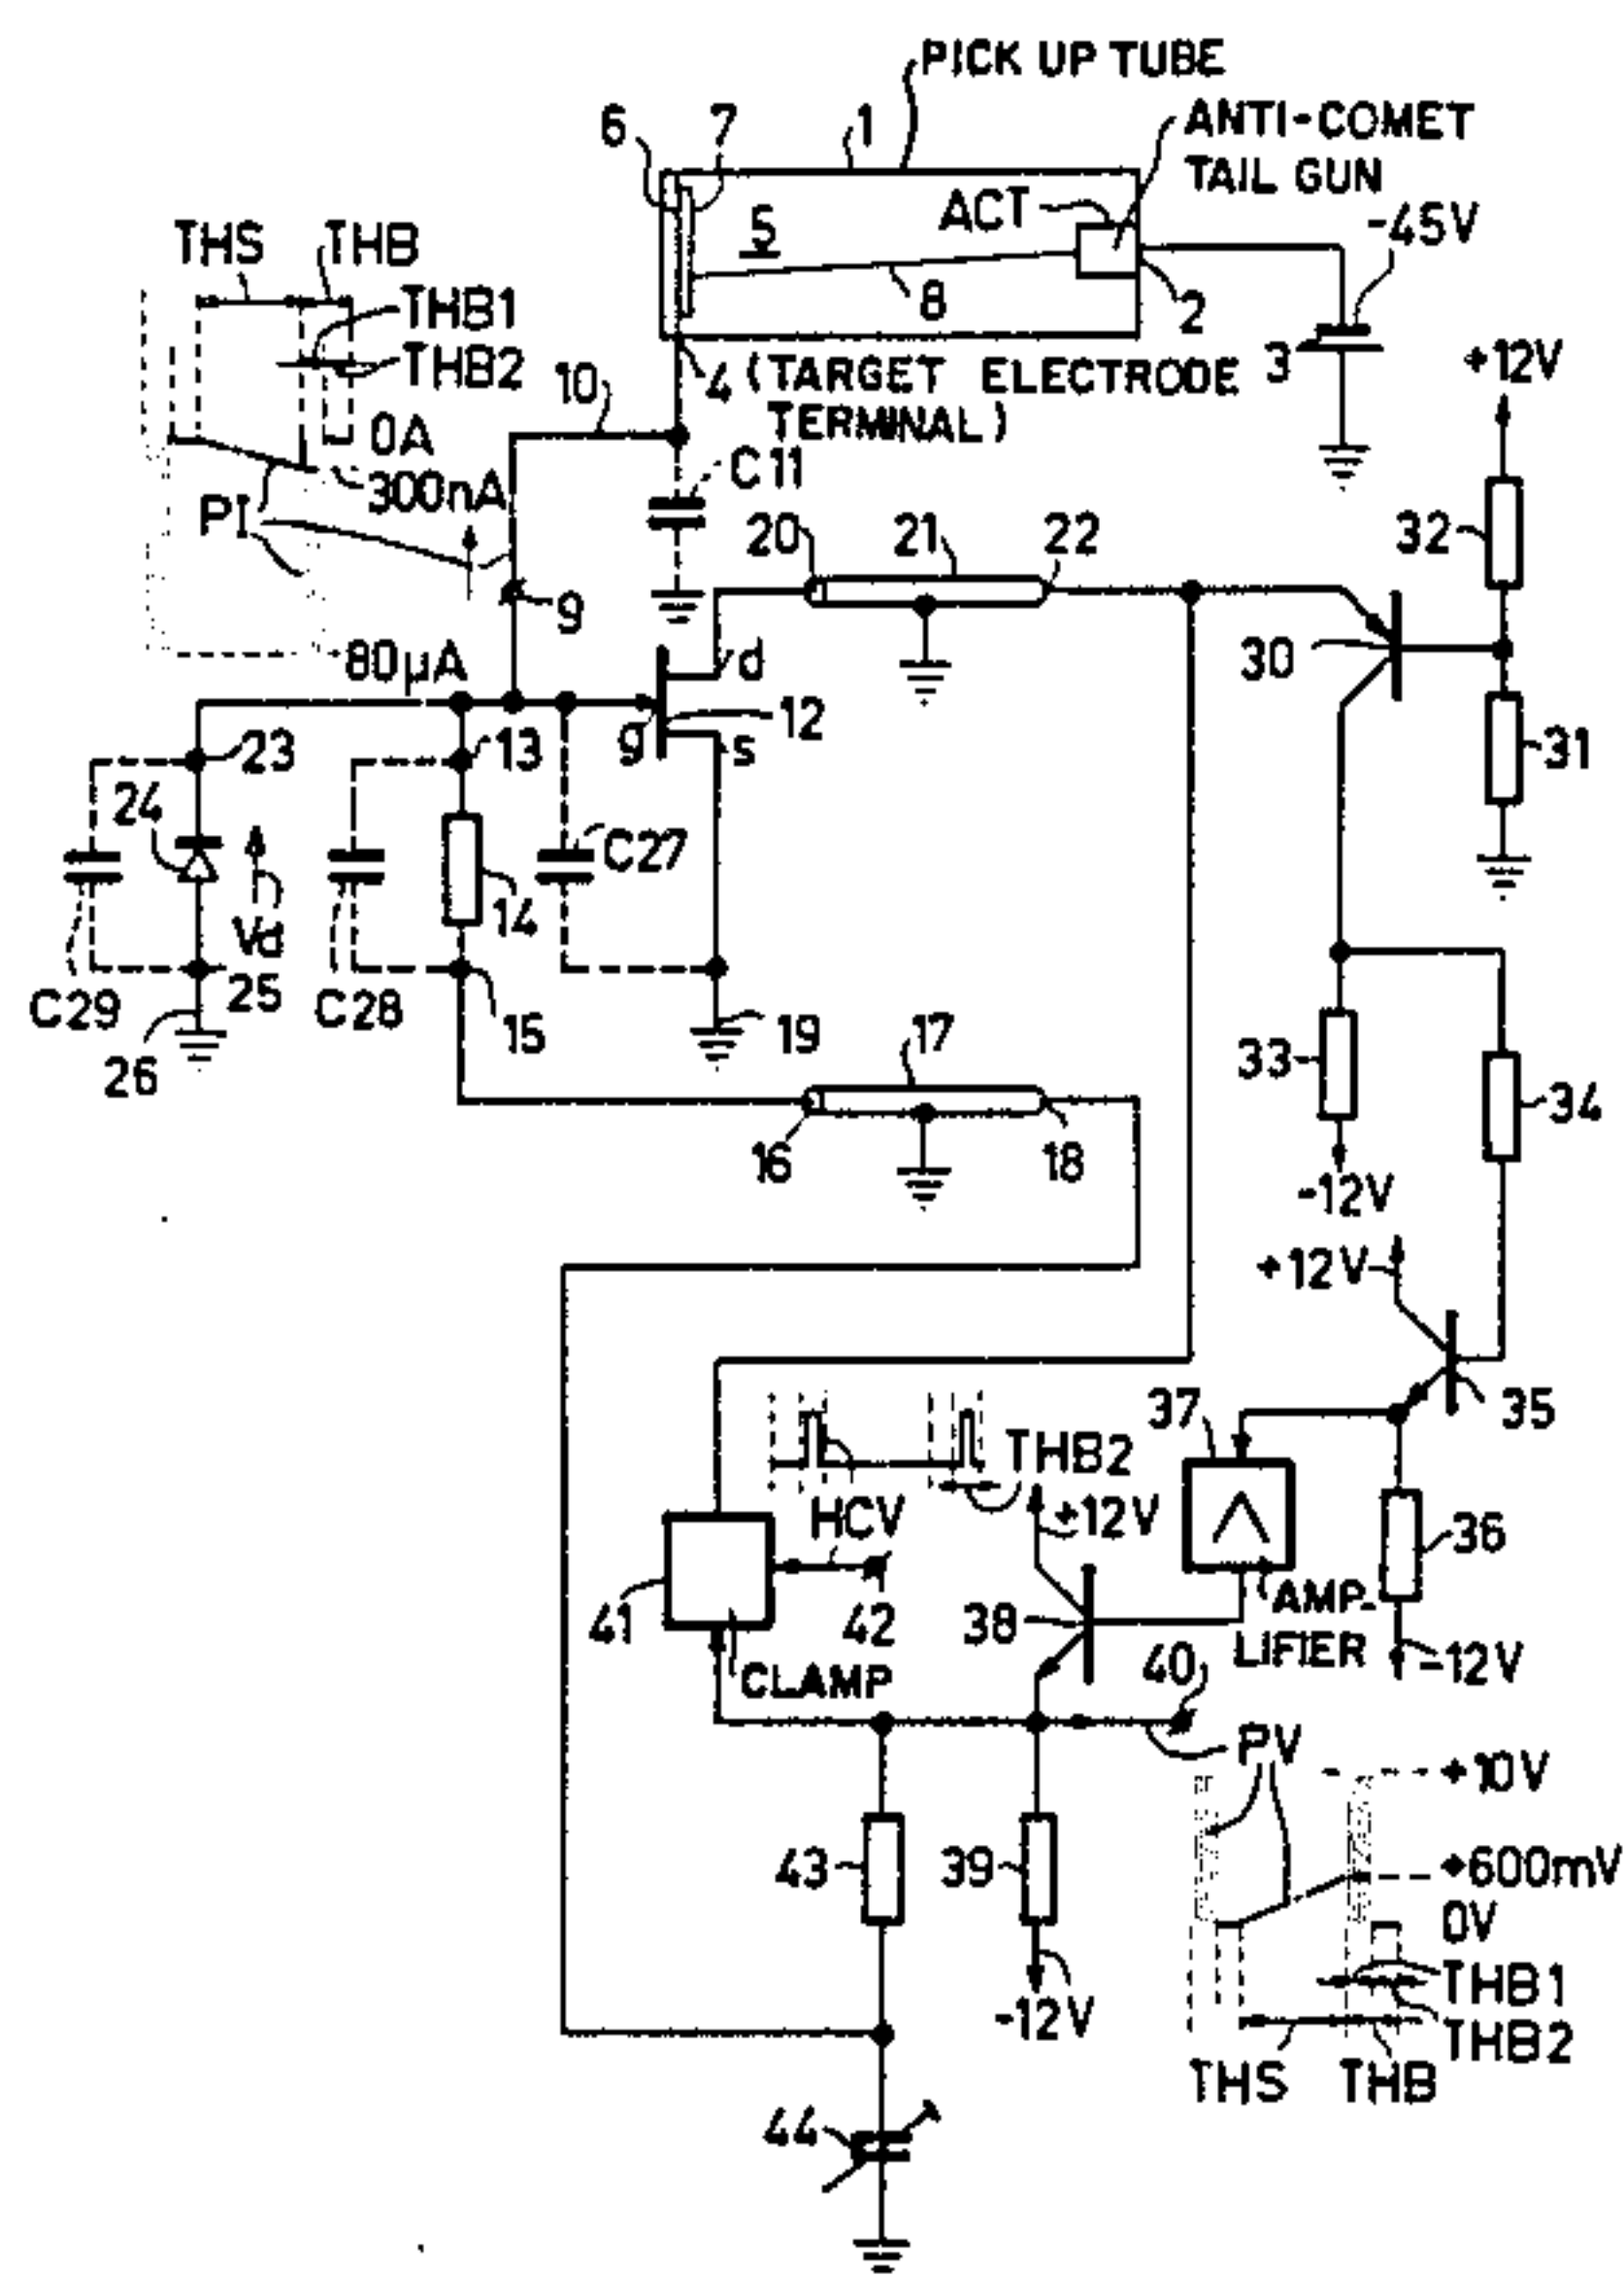 PICK UP TUBE
6 7 1
ANTI-COMET
TAIL GUN
ACT
-45V
5
THS THB
THB1
THB2
8
2
3
+12V
10
4 (TARGET ELECTRODE
TERMINAL)
0A
300nA
C11
PI
20 21 22
32
9
80µA
d
30
12
g
s
23
13
31
24
C27
14
Vd
25
C29
C28
15
19
17
26
33
34
16
18
-12V
+12V
37
35
THB2
+12V
HCV
36
41
42
38
AMP-
LIFIER
-12V
CLAMP
40
PV
+10V
43
39
+600mV
0V
THB1
-12V
THB2
THS THB
44